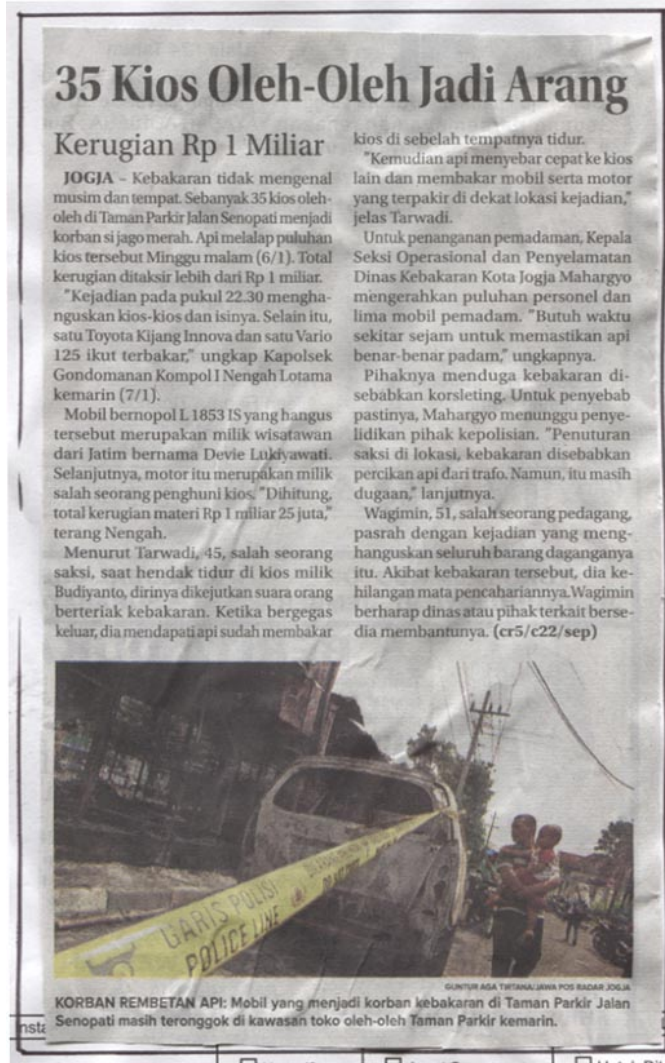 35 Kios Oleh-Oleh Jadi Arang
Kerugian Rp 1 Miliar
JOGJA – Kebakaran tidak mengenal
musim dan tempat. Sebanyak 35 kios oleh-
oleh di Taman Parkir Jalan Senopati menjadi
korban si jago merah. Api melalap puluhan
kios tersebut Minggu malam (6/1). Total
kerugian ditaksir lebih dari Rp 1 miliar.
"Kejadian pada pukul 22.30 mengha-
nguskan kios-kios dan isinya. Selain itu,
satu Toyota Kijang Innova dan satu Vario
125 ikut terbakar," ungkap Kapolsek
Gondomanan Kompol I Nengah Lotama
kemarin (7/1).
Mobil bernopol L 1853 IS yang hangus
tersebut merupakan milik wisatawan
dari Jatim bernama Devie Lukiyawati.
Selanjutnya, motor itu merupakan milik
salah seorang penghuni kios. "Dihitung,
total kerugian materi Rp 1 miliar 25 juta,"
terang Nengah.
Menurut Tarwadi, 45, salah seorang
saksi, saat hendak tidur di kios milik
Budiyanto, dirinya dikejutkan suara orang
berteriak kebakaran. Ketika bergegas
keluar, dia mendapati api sudah membakar
kios di sebelah tempatnya tidur.
"Kemudian api menyebar cepat ke kios
lain dan membakar mobil serta motor
yang terpakir di dekat lokasi kejadian,"
jelas Tarwadi.
Untuk penanganan pemadaman, Kepala
Seksi Operasional dan Penyelamatan
Dinas Kebakaran Kota Jogja Mahargyo
mengerahkan puluhan personel dan
lima mobil pemadam. "Butuh waktu
sekitar sejam untuk memastikan api
benar-benar padam," ungkapnya.
Pihaknya menduga kebakaran di-
sebabkan korsleting. Untuk penyebab
pastinya, Mahargyo menunggu penye-
lidikan pihak kepolisian. "Penuturan
saksi di lokasi, kebakaran disebabkan
percikan api dari trafo. Namun, itu masih
dugaan," lanjutnya.
Wagimin, 51, salah seorang pedagang,
pasrah dengan kejadian yang meng-
hanguskan seluruh barang daganganya
itu. Akibat kebakaran tersebut, dia ke-
hilangan mata pencahariannya. Wagimin
berharap dinas atau pihak terkait berse-
dia membantunya. (cr5/c22/sep)
GARIS POLISI
POLICE LINE
GUNTUR AGA TIRTANA/JAWA POS RADAR JOGJA
KORBAN REMBETAN API: Mobil yang menjadi korban kebakaran di Taman Parkir Jalan
Senopati masih teronggok di kawasan toko oleh-oleh Taman Parkir kemarin.